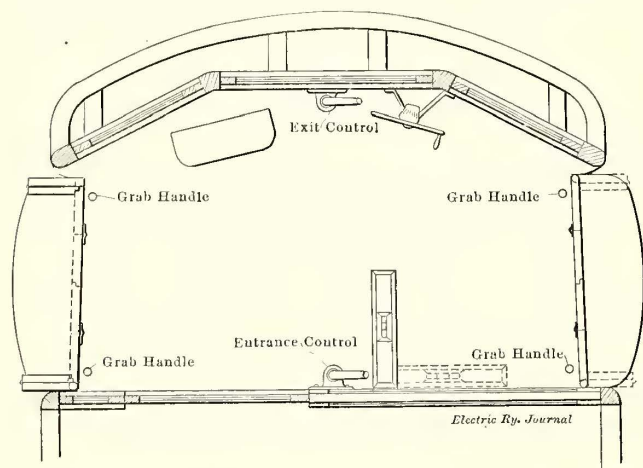 Exit Control
Grab Handle
Grab Handle
Entrance Control
Grab Handle
Grab Handle
Electric Ry. Journal